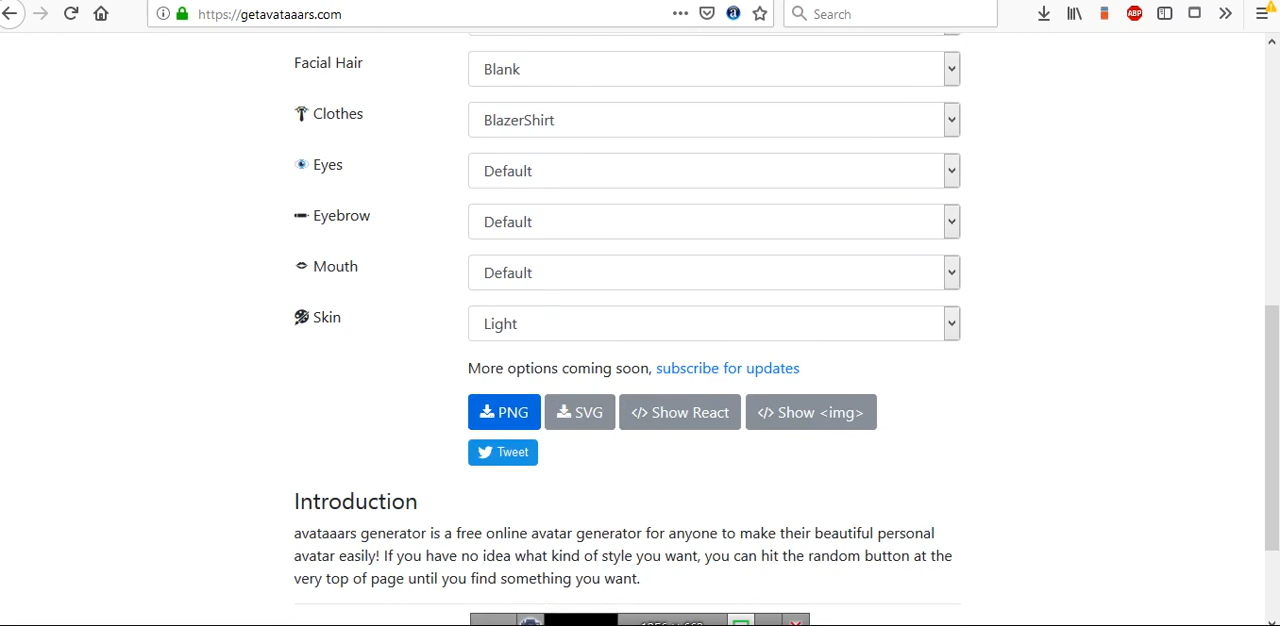 https://getavataaars.com
Search
ABP
Facial Hair
Blank
Clothes
BlazerShirt
Eyes
Default
Eyebrow
Default
Mouth
Default
Skin
Light
More options coming soon, subscribe for updates
PNG SVG </> Show React </> Show <img>
Tweet
Introduction
avataaars generator is a free online avatar generator for anyone to make their beautiful personal
avatar easily! If you have no idea what kind of style you want, you can hit the random button at the
very top of page until you find something you want.